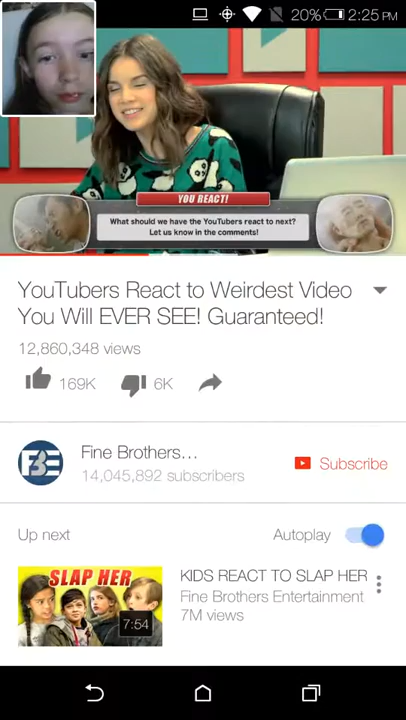 20% 2:25 PM
YOU REACT!
What should we have the YouTubers react to next?
Let us know in the comments!
YouTubers React to Weirdest Video
You Will EVER SEE! Guaranteed!
12,860,348 views
169K 6K
FBE
Fine Brothers...
14,045,892 subscribers
Subscribe
Up next Autoplay
SLAP HER
7:54
KIDS REACT TO SLAP HER
Fine Brothers Entertainment
7M views